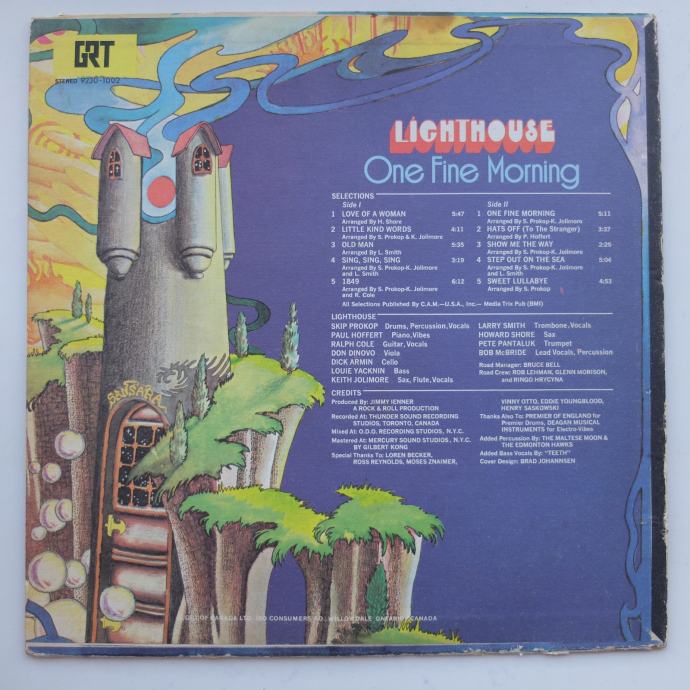 GRT
STEREO 9230-1002
LIGHTHOUSE
One Fine Morning
SELECTIONS
Side I
1 LOVE OF A WOMAN 5:47
Arranged By H. Shore
2 LITTLE KIND WORDS 4:11
Arranged By S. Prokop & K. Jolimore
3 OLD MAN 5:35
Arranged By L. Smith
4 SING, SING, SING 3:19
Arranged By S. Prokop-K. Jolimore
and L. Smith
5 1849 6:12
Arranged By S. Prokop-K. Jolimore
and R. Cole
Side II
1 ONE FINE MORNING 5:11
Arranged By S. Prokop-K. Jolimore
2 HATS OFF (To The Stranger) 3:37
Arranged By P. Hoffert
3 SHOW ME THE WAY 2:25
Arranged By S. Prokop-K. Jolimore
4 STEP OUT ON THE SEA 5:04
Arranged By S. Prokop-K. Jolimore
and L. Smith
5 SWEET LULLABYE 4:53
Arranged By S. Prokop
All Selections Published By C.A.M.—U.S.A., Inc.— Media Trix Pub (BMI)
LIGHTHOUSE
SKIP PROKOP Drums, Percussion, Vocals
PAUL HOFFERT Piano, Vibes
RALPH COLE Guitar, Vocals
DON DINOVO Viola
DICK ARMIN Cello
LOUIE YACKNIN Bass
KEITH JOLIMORE Sax, Flute, Vocals
LARRY SMITH Trombone, Vocals
HOWARD SHORE Sax
PETE PANTALUK Trumpet
BOB McBRIDE Lead Vocals, Percussion
Road Manager: BRUCE BELL
Road Crew: ROB LEHMAN, GLENN MORISON,
and RINGO HRYCYNA
CREDITS
Produced By: JIMMY IENNER
A ROCK & ROLL PRODUCTION
Recorded At: THUNDER SOUND RECORDING
STUDIOS, TORONTO, CANADA
Mixed At: O.D.O. RECORDING STUDIOS, N.Y.C.
Mastered At: MERCURY SOUND STUDIOS, N.Y.C.
BY GILBERT KONG
Special Thanks To: LOREN BECKER,
ROSS REYNOLDS, MOSES ZNAIMER,
VINNY OTTO, EDDIE YOUNGBLOOD,
HENRY SASKOWSKI
Thanks Also To: PREMIER OF ENGLAND for
Premier Drums, DEAGAN MUSICAL
INSTRUMENTS for Electro-Vibes
Added Percussion By: THE MALTESE MOON &
THE EDMONTON HAWKS
Added Bass Vocals By: "TEETH"
Cover Design: BRAD JOHANNSEN
GRT OF CANADA LTD. 150 CONSUMERS RD., WILLOWDALE ONTARIO CANADA